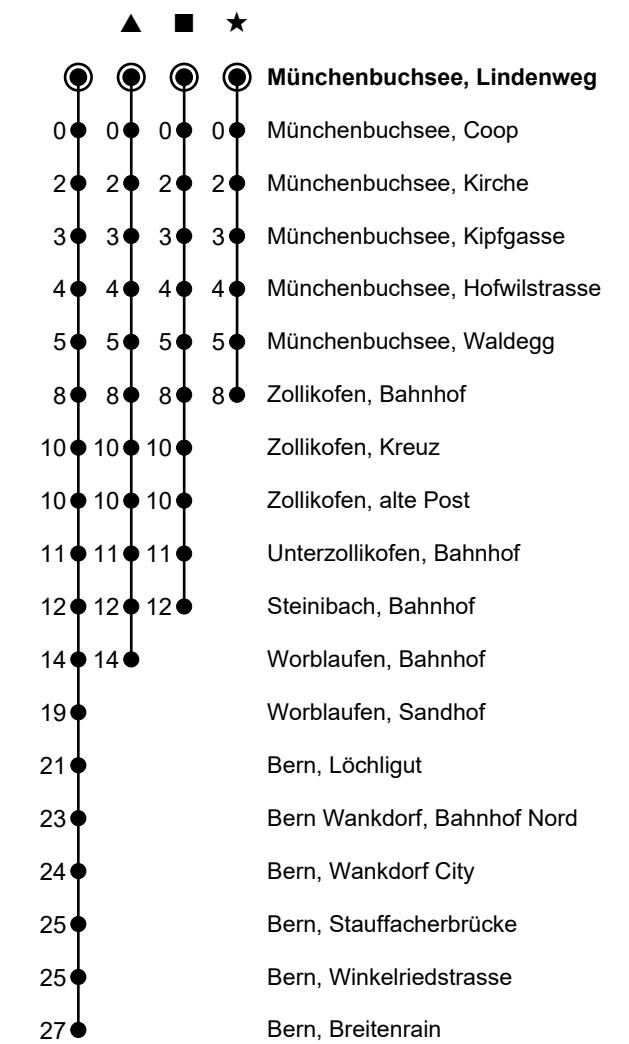 ▲ ■ ★
Münchenbuchsee, Lindenweg
0 0 0 0 Münchenbuchsee, Coop
2 2 2 2 Münchenbuchsee, Kirche
3 3 3 3 Münchenbuchsee, Kipfgasse
4 4 4 4 Münchenbuchsee, Hofwilstrasse
5 5 5 5 Münchenbuchsee, Waldegg
8 8 8 8 Zollikofen, Bahnhof
10 10 10 Zollikofen, Kreuz
10 10 10 Zollikofen, alte Post
11 11 11 Unterzollikofen, Bahnhof
12 12 12 Steinibach, Bahnhof
14 14 Worblaufen, Bahnhof
19 Worblaufen, Sandhof
21 Bern, Löchligut
23 Bern Wankdorf, Bahnhof Nord
24 Bern, Wankdorf City
25 Bern, Stauffacherbrücke
25 Bern, Winkelriedstrasse
27 Bern, Breitenrain